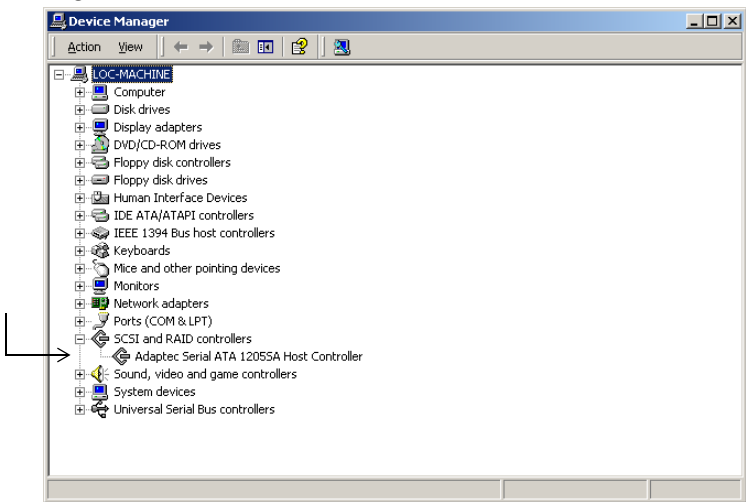 Device Manager
Action View
LOC-MACHINE
Computer
Disk drives
Display adapters
DVD/CD-ROM drives
Floppy disk controllers
Floppy disk drives
Human Interface Devices
IDE ATA/ATAPI controllers
IEEE 1394 Bus host controllers
Keyboards
Mice and other pointing devices
Monitors
Network adapters
Ports (COM & LPT)
SCSI and RAID controllers
Adaptec Serial ATA 1205SA Host Controller
Sound, video and game controllers
System devices
Universal Serial Bus controllers